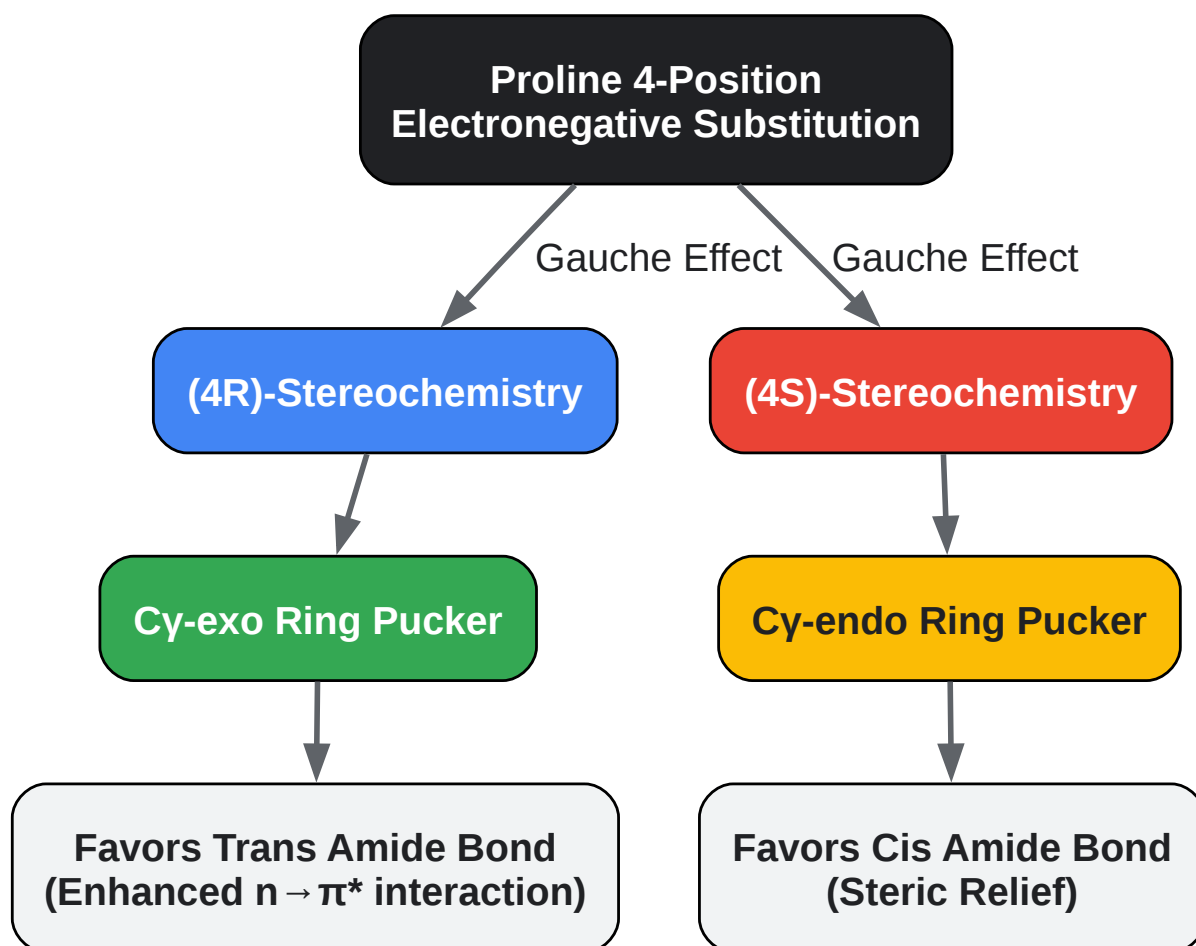 Proline 4-Position
Electronegative Substitution
Gauche Effect
Gauche Effect
(4R)-Stereochemistry
(4S)-Stereochemistry
Cγ-exo Ring Pucker
Cγ-endo Ring Pucker
Favors Trans Amide Bond
(Enhanced n→π* interaction)
Favors Cis Amide Bond
(Steric Relief)